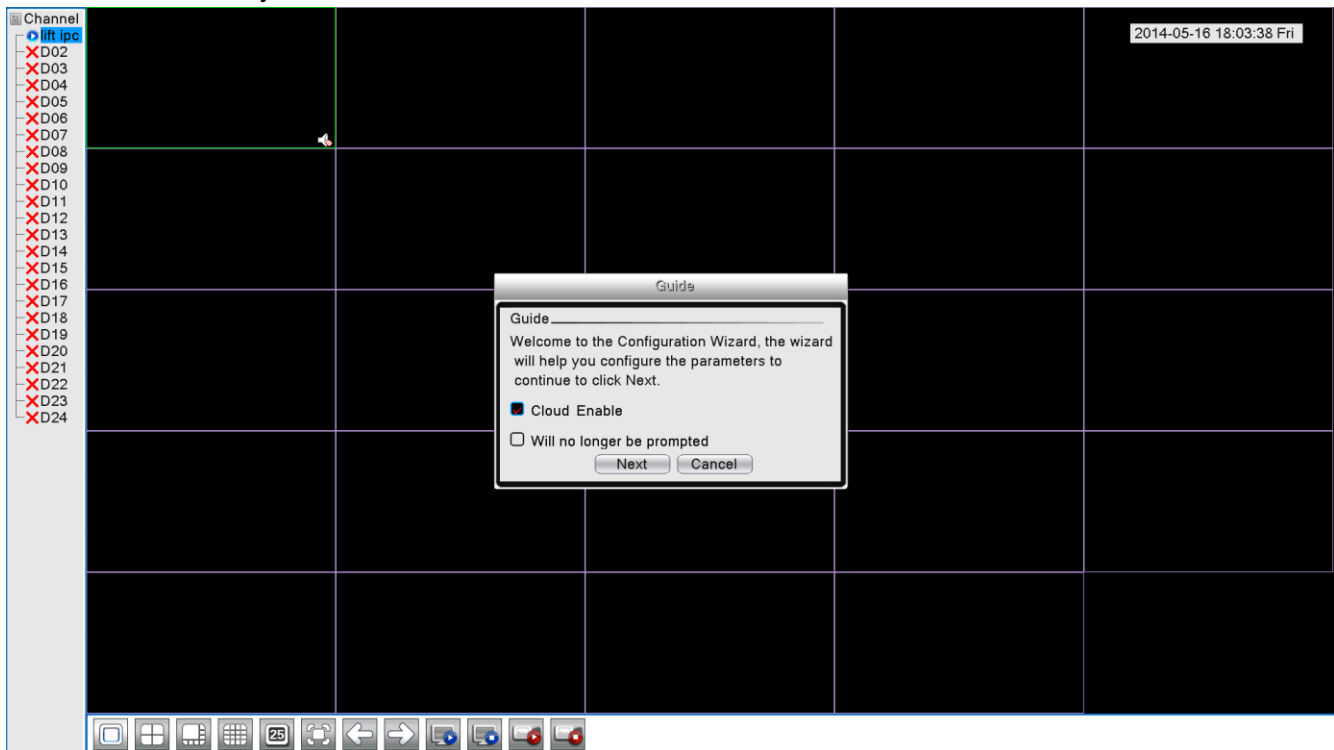 Channel
lift ipc
D02
D03
D04
D05
D06
D07
D08
D09
D10
D11
D12
D13
D14
D15
D16
D17
D18
D19
D20
D21
D22
D23
D24
2014-05-16 18:03:38 Fri
Guide
Guide
Welcome to the Configuration Wizard, the wizard
will help you configure the parameters to
continue to click Next.
Cloud Enable
Will no longer be prompted
Next Cancel
25